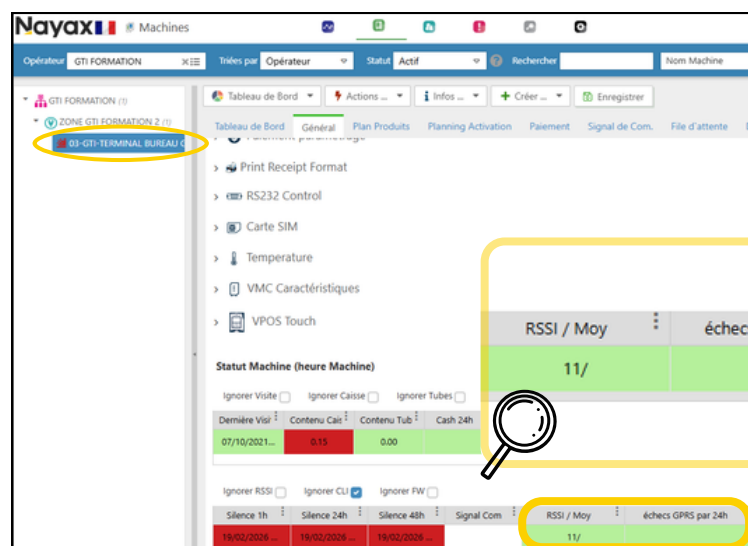 Nayax Machines
Opérateur GTI FORMATION Triées par Opérateur Statut Actif Rechercher Nom Machine
GTI FORMATION (1)
ZONE GTI FORMATION 2 (1)
03-GTI-TERMINAL BUREAU
Tableau de Bord Actions ... Infos ... Créer ... Enregistrer
Tableau de Bord Général Plan Produits Planning Activation Paiement Signal de Com. File d'attente
Print Receipt Format
RS232 Control
Carte SIM
Temperature
VMC Caractéristiques
VPOS Touch
RSSI / Moy échec
11/
Statut Machine (heure Machine)
Ignorer Visite Ignorer Caisse Ignorer Tubes
Dernière Visi Contenu Cais Contenu Tub Cash 24h
07/10/2021... 0.15 0.00
Ignorer RSSI Ignorer CLI Ignorer FW
Silence 1h Silence 24h Silence 48h Signal Com RSSI / Moy échecs GPRS par 24h
19/02/2026 ... 19/02/2026 ... 19/02/2026 ... 11/